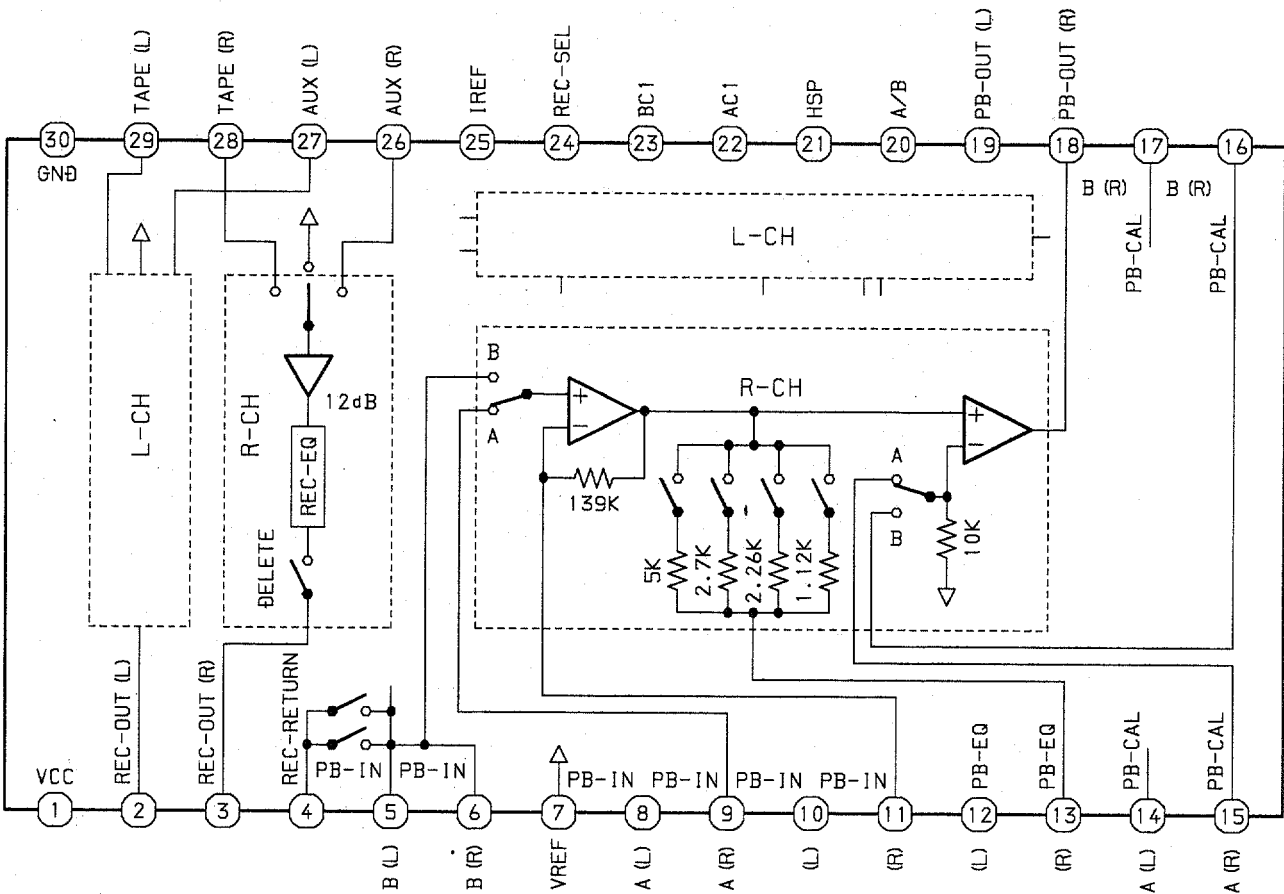 TAPE (L)
TAPE (R)
AUX (L)
AUX (R)
IREF
REC-SEL
BC1
AC1
HSP
A/B
PB-OUT (L)
PB-OUT (R)
30
29
28
27
26
25
24
23
22
21
20
19
18
17
16
GND
B (R)
B (R)
PB-CAL
PB-CAL
L-CH
L-CH
R-CH
12dB
REC-EQ
DELETE
B
A
+
−
139K
R-CH
5K
2.7K
2.26K
1.12K
A
B
+
−
10K
VCC
REC-OUT (L)
REC-OUT (R)
REC-RETURN
PB-IN
PB-IN
PB-IN
PB-IN
PB-IN
PB-IN
PB-EQ
PB-EQ
PB-CAL
PB-CAL
1
2
3
4
5
6
7
8
9
10
11
12
13
14
15
B (L)
B (R)
VREF
A (L)
A (R)
(L)
(R)
(L)
(R)
A (L)
A (R)